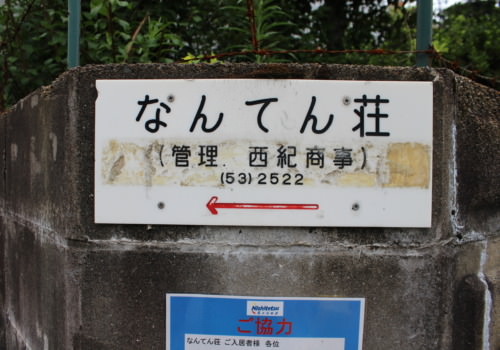 なんてん荘
(管理. 西紀商事)
(53)2522
Nishitetsu
ご協力
なんてん荘 ご入居者様 各位